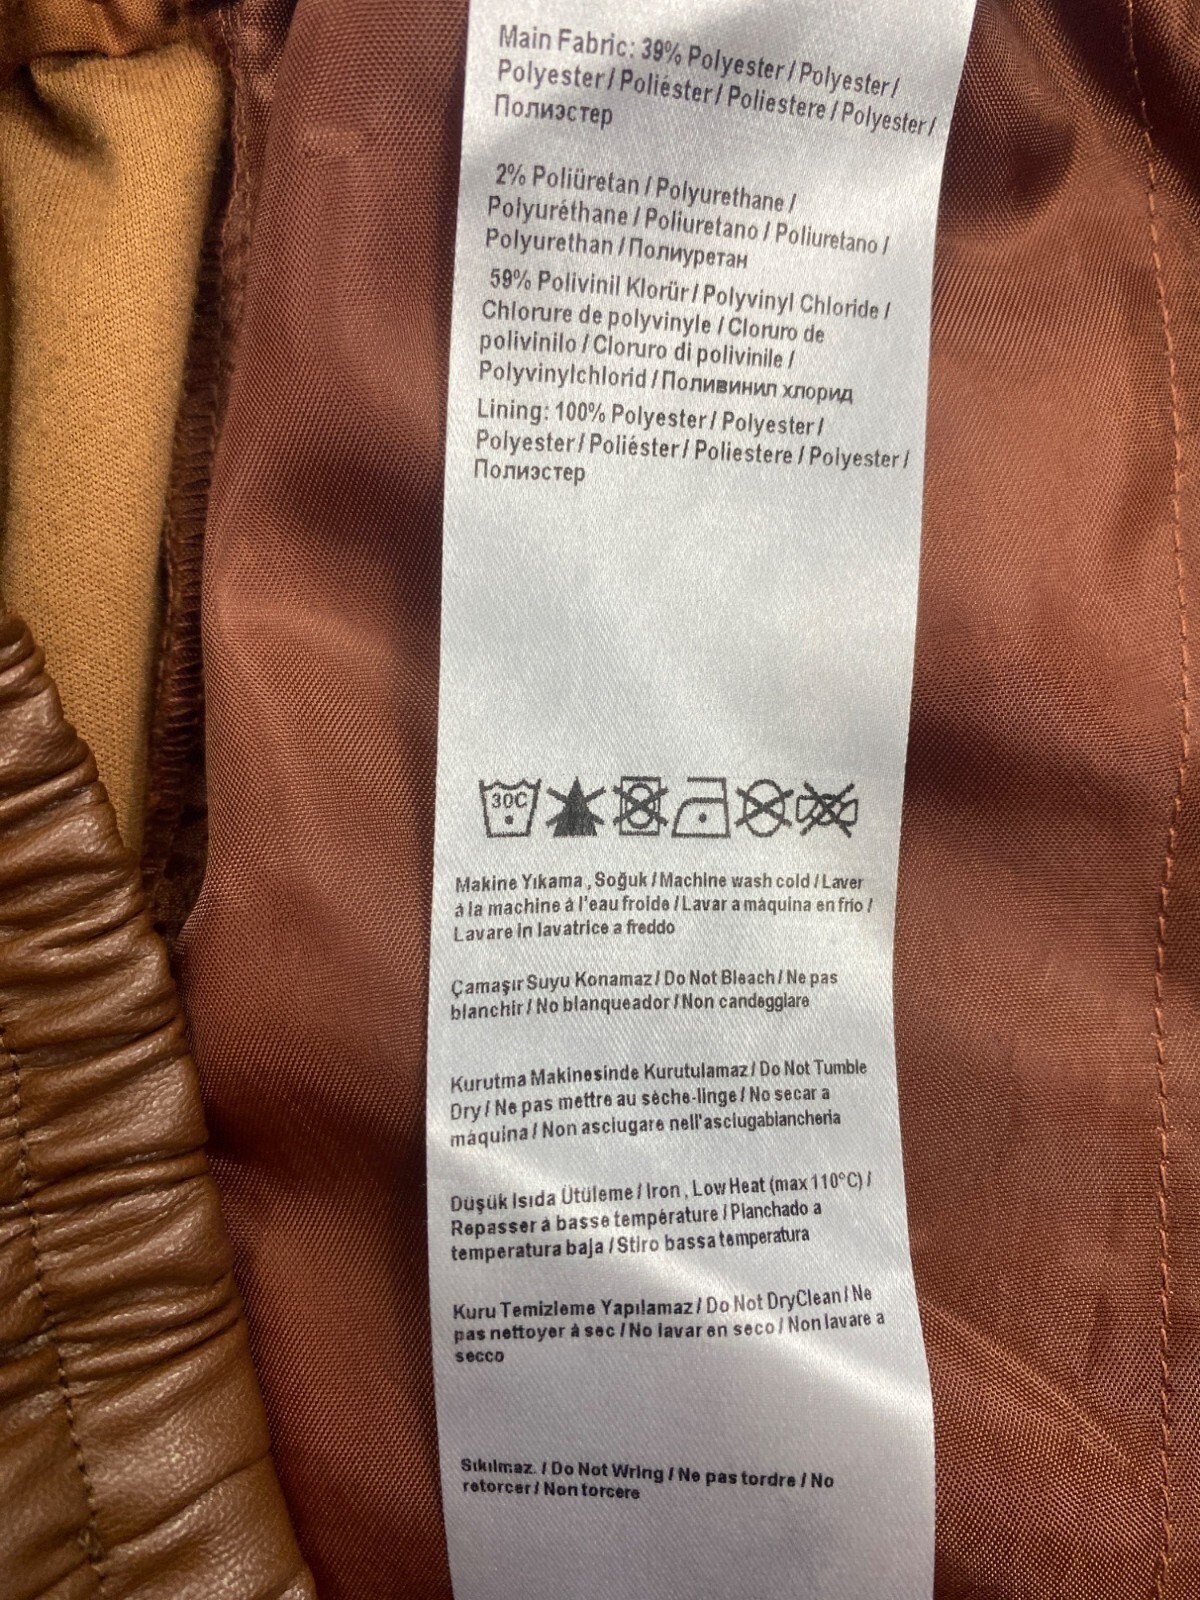 Main Fabric: 39% Polyester / Polyester /
Polyester / Poliéster / Poliestere / Polyester /
Полиэстер
2% Poliüretan / Polyurethane /
Polyuréthane / Poliuretano / Poliuretano /
Polyurethan / Полиуретан
59% Polivinil Klorür / Polyvinyl Chloride /
Chlorure de polyvinyle / Cloruro de
polivinilo / Cloruro di polivinile /
Polyvinylchlorid / Поливинил хлорид
Lining: 100% Polyester / Polyester /
Polyester / Poliéster / Poliestere / Polyester /
Полиэстер
30C
Makine Yıkama , Soğuk / Machine wash cold / Laver
á la machine à l'eau froide / Lavar a máquina en frío /
Lavare in lavatrice a freddo
Çamaşır Suyu Konamaz / Do Not Bleach / Ne pas
blanchir / No blanqueador / Non candeggiare
Kurutma Makinesinde Kurutulamaz / Do Not Tumble
Dry / Ne pas mettre au sèche-linge / No secar a
máquina / Non asciugare nell'asciugabiancheria
Düşük Isıda Ütüleme / Iron , Low Heat (max 110°C) /
Repasser á basse température / Planchado a
temperatura baja / Stiro bassa temperatura
Kuru Temizleme Yapılamaz / Do Not DryClean / Ne
pas nettoyer à sec / No lavar en seco / Non lavare a
secco
Sıkılmaz. / Do Not Wring / Ne pas tordre / No
retorcer / Non torcere